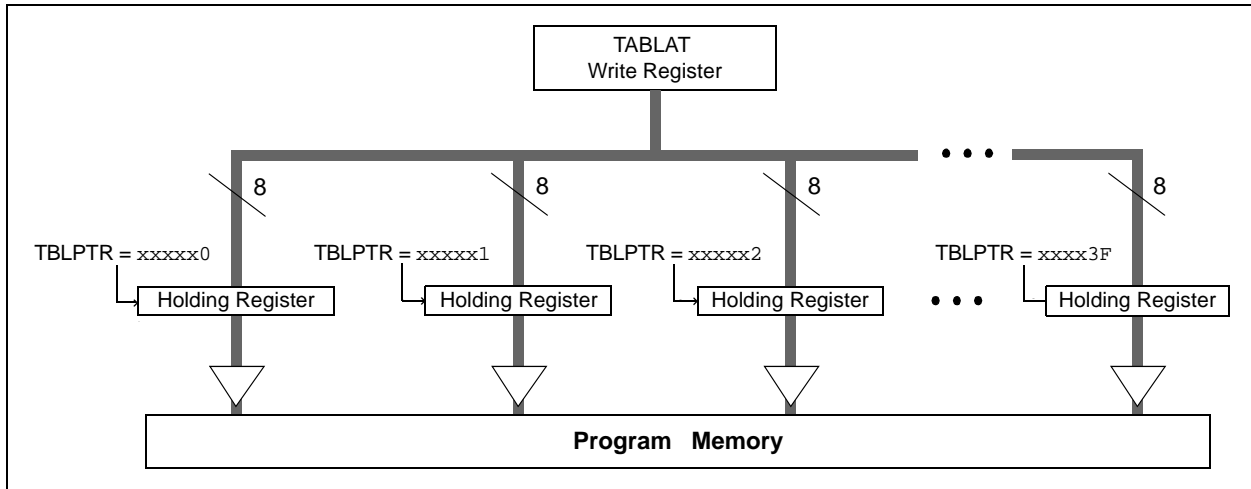 TABLAT
Write Register
8 8 8 8
TBLPTR = xxxxx0 TBLPTR = xxxxx1 TBLPTR = xxxxx2 TBLPTR = xxxx3F
Holding Register Holding Register Holding Register Holding Register
Program Memory